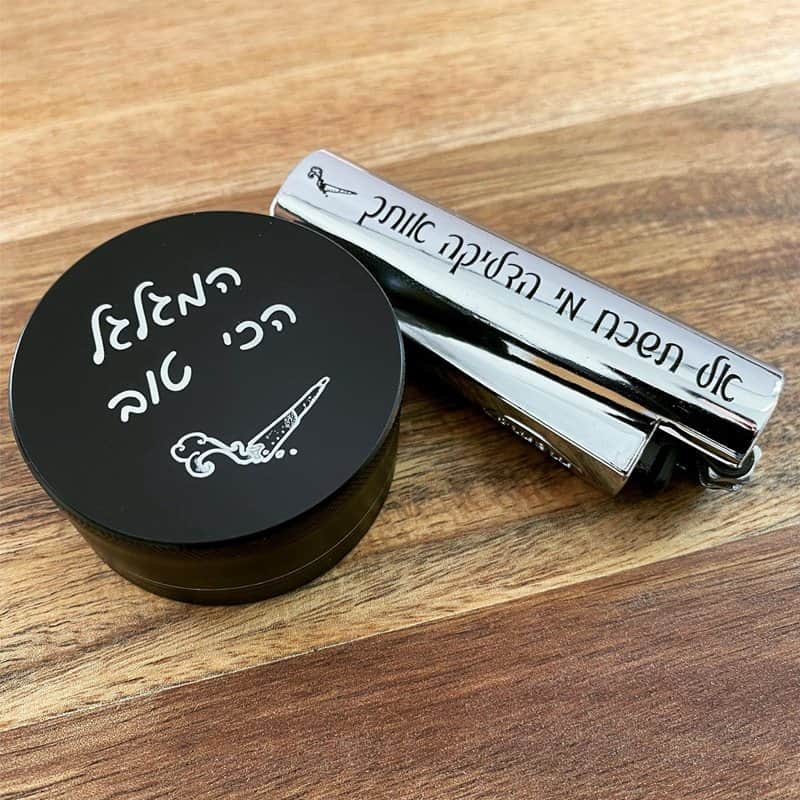 המגלגל
הכי טוב
אל תשכח מי הדליקה אותך